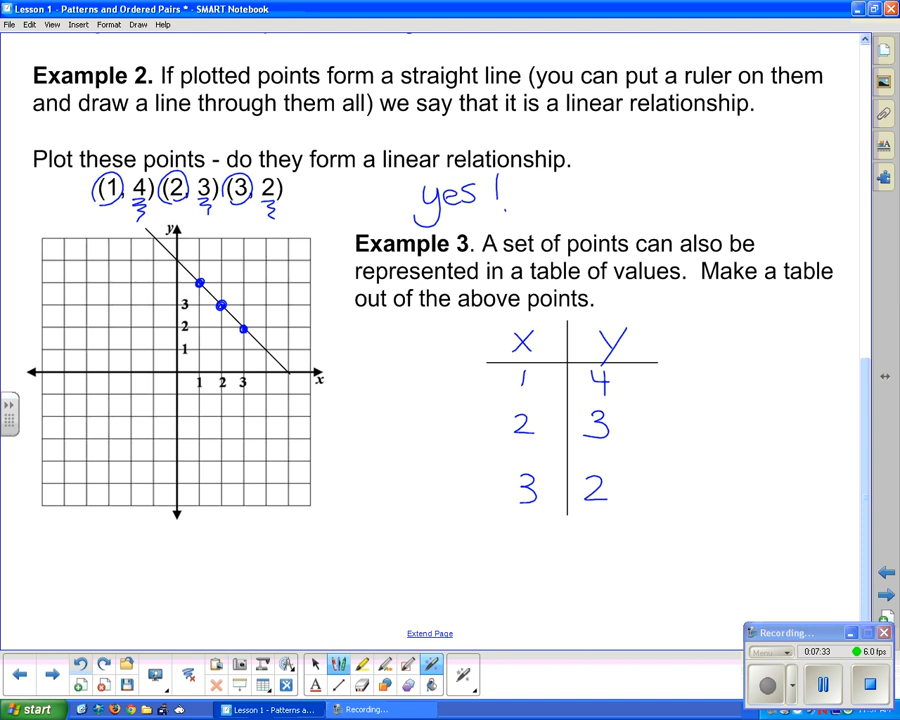 Lesson 1 - Patterns and Ordered Pairs * - SMART Notebook
File Edit View Insert Format Draw Help
Example 2. If plotted points form a straight line (you can put a ruler on them
and draw a line through them all) we say that it is a linear relationship.
Plot these points - do they form a linear relationship.
(1, 4) (2, 3) (3, 2)
yes!
y
3
2
1
1 2 3
x
Example 3. A set of points can also be
represented in a table of values. Make a table
out of the above points.
x y
1 4
2 3
3 2
Extend Page
Recording...
Menu
0:07:33
6.0 fps
start
Lesson 1 - Patterns a...
Recording...